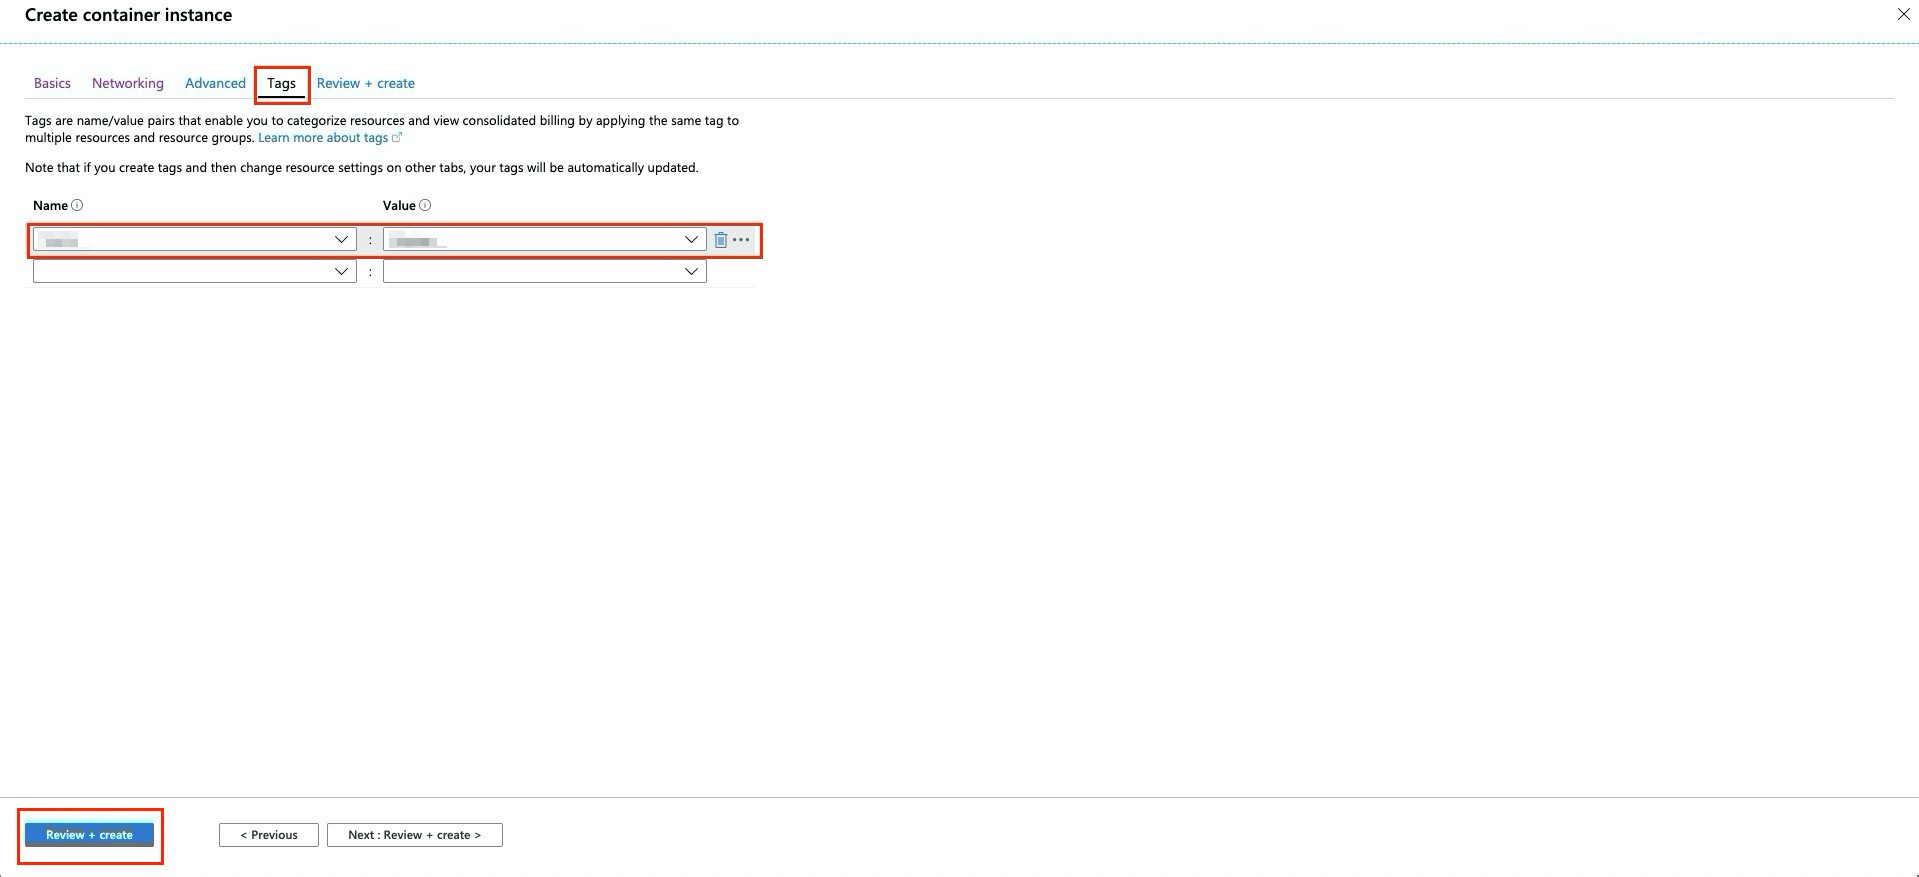 Create container instance
Basics Networking Advanced Tags Review + create
Tags are name/value pairs that enable you to categorize resources and view consolidated billing by applying the same tag to
multiple resources and resource groups. Learn more about tags
Note that if you create tags and then change resource settings on other tabs, your tags will be automatically updated.
Name Value
:
:
Review + create < Previous Next : Review + create >